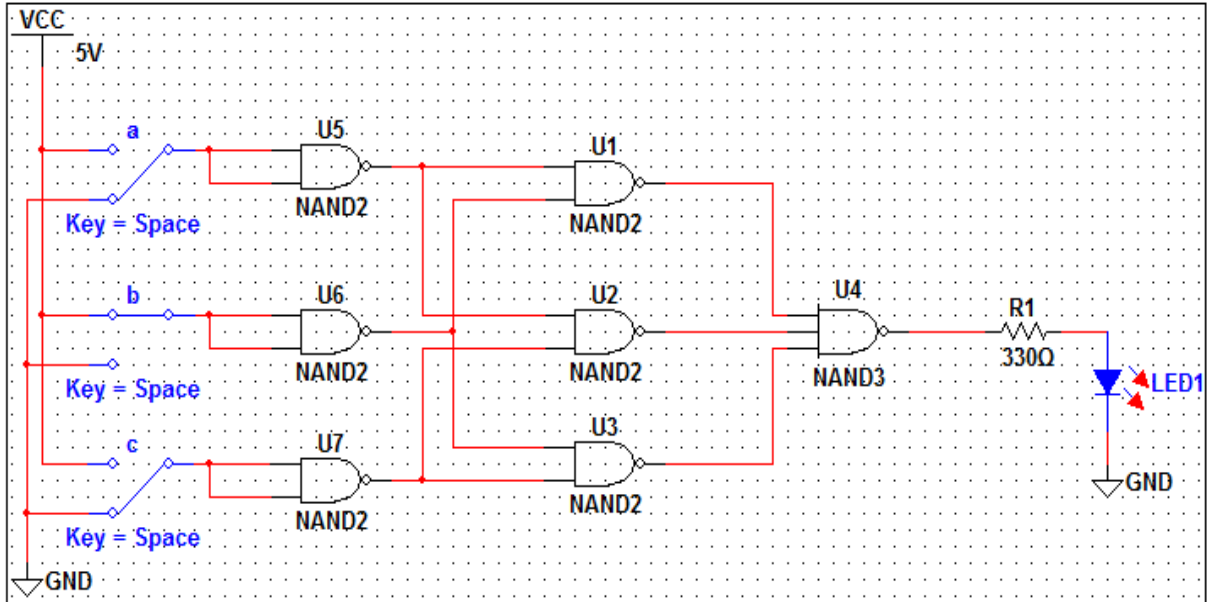 VCC
5V
a
Key = Space
U5
NAND2
U1
NAND2
b
Key = Space
U6
NAND2
U2
NAND2
U4
NAND3
R1
330Ω
LED1
c
Key = Space
U7
NAND2
U3
NAND2
GND
GND